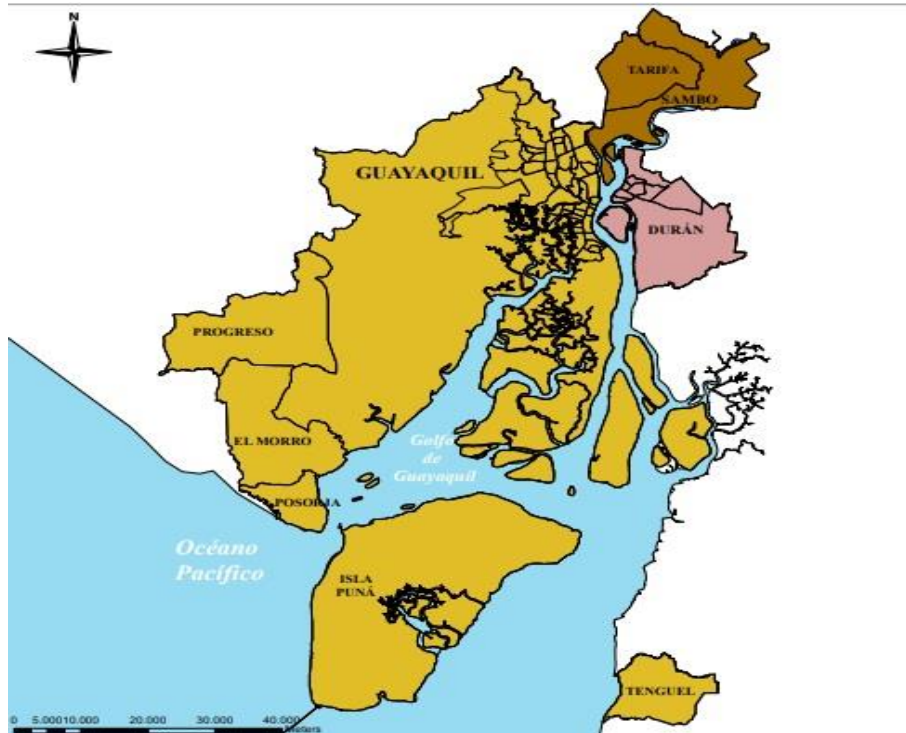 N
TARIFA
SAMBO
GUAYAQUIL
DURÁN
PROGRESO
EL MORRO
Golfo
de
Guayaquil
POSORJA
Océano
Pacífico
ISLA
PUNÁ
TENGUEL
0 5.00010.000 20.000 30.000 40.000
Meters